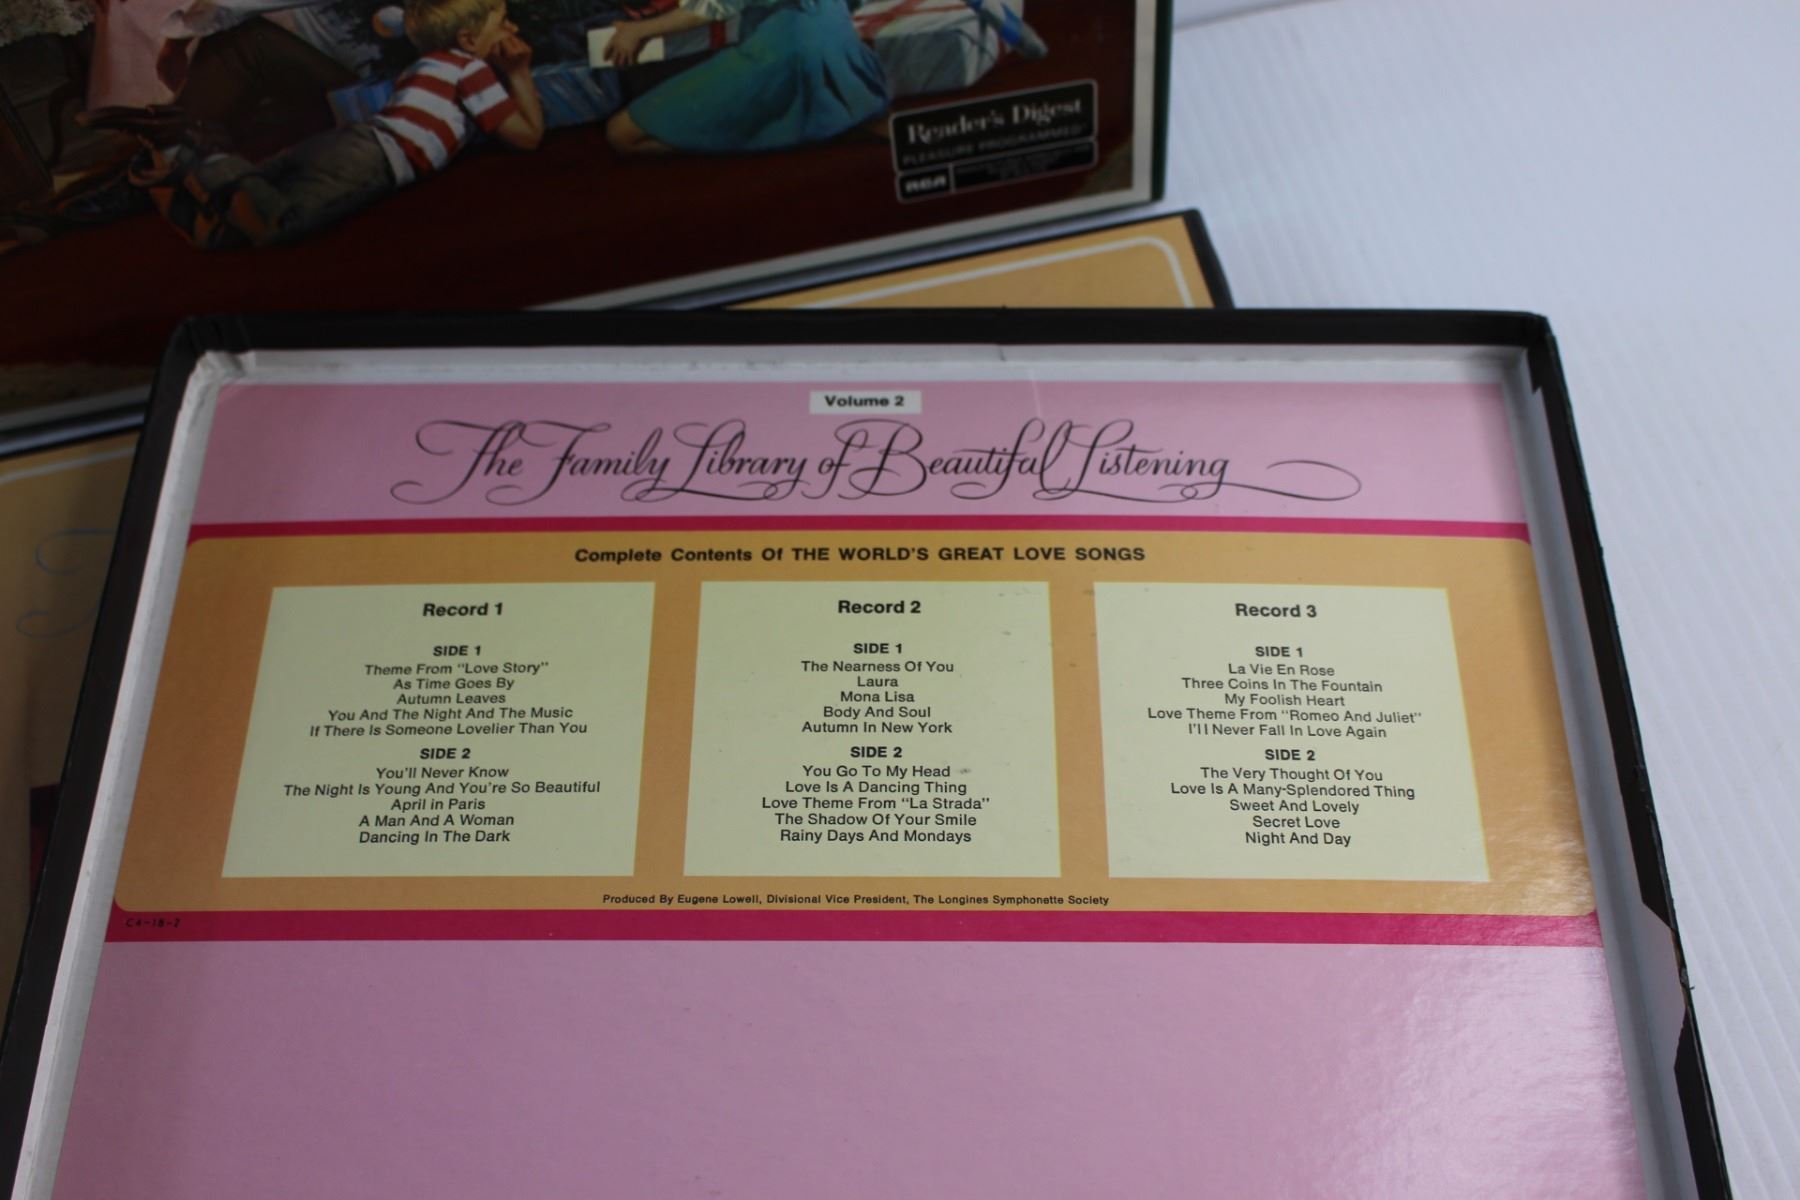 Reader's Digest
PLEASURE PROGRAMMED
RCA
Volume 2
The Family Library of Beautiful Listening
Complete Contents Of THE WORLD'S GREAT LOVE SONGS
Record 1
SIDE 1
Theme From "Love Story"
As Time Goes By
Autumn Leaves
You And The Night And The Music
If There Is Someone Lovelier Than You
SIDE 2
You'll Never Know
The Night Is Young And You're So Beautiful
April in Paris
A Man And A Woman
Dancing In The Dark
Record 2
SIDE 1
The Nearness Of You
Laura
Mona Lisa
Body And Soul
Autumn In New York
SIDE 2
You Go To My Head
Love Is A Dancing Thing
Love Theme From "La Strada"
The Shadow Of Your Smile
Rainy Days And Mondays
Record 3
SIDE 1
La Vie En Rose
Three Coins In The Fountain
My Foolish Heart
Love Theme From "Romeo And Juliet"
I'll Never Fall In Love Again
SIDE 2
The Very Thought Of You
Love Is A Many-Splendored Thing
Sweet And Lovely
Secret Love
Night And Day
Produced By Eugene Lowell, Divisional Vice President, The Longines Symphonette Society
C4-18-2